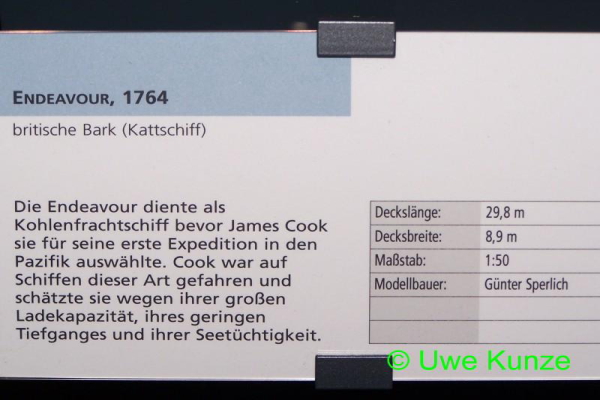 ENDEAVOUR, 1764
britische Bark (Kattschiff)
Die Endeavour diente als
Kohlenfrachtschiff bevor James Cook
sie für seine erste Expedition in den
Pazifik auswählte. Cook war auf
Schiffen dieser Art gefahren und
schätzte sie wegen ihrer großen
Ladekapazität, ihres geringen
Tiefganges und ihrer Seetüchtigkeit.
Deckslänge: 29,8 m
Decksbreite: 8,9 m
Maßstab: 1:50
Modellbauer: Günter Sperlich
© Uwe Kunze